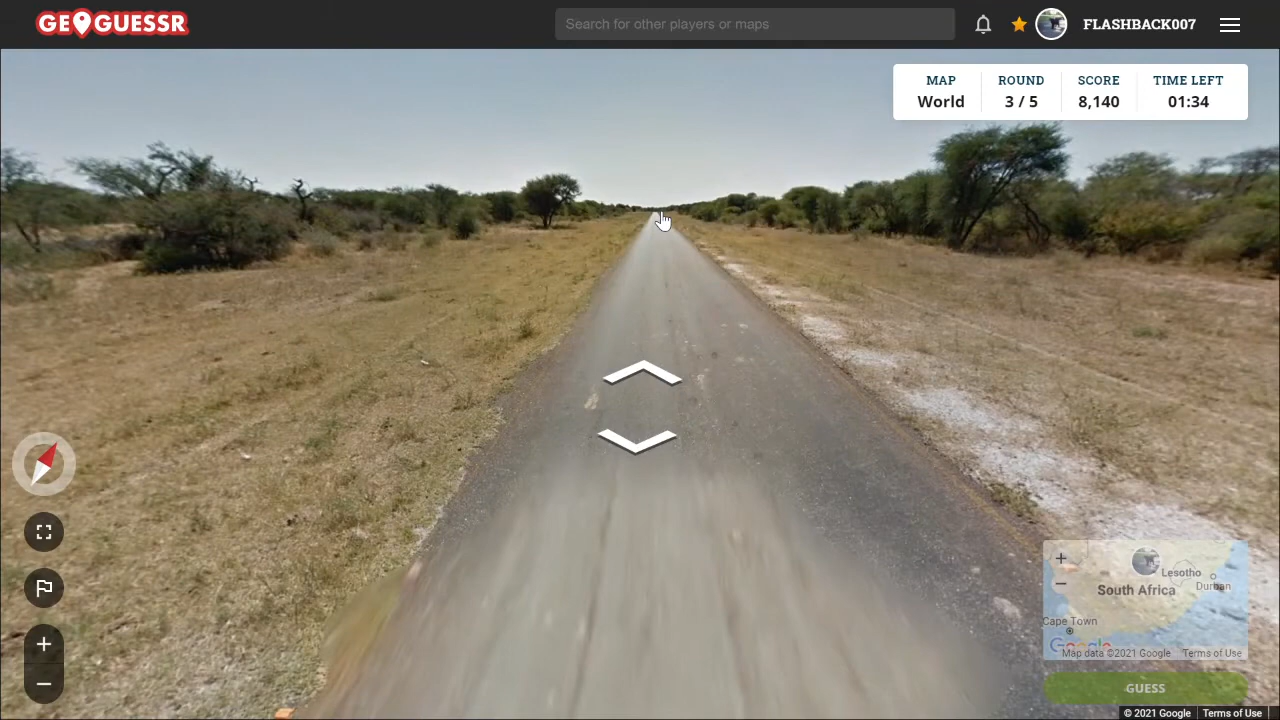 GEOGUESSR
Search for other players or maps
FLASHBACK007
MAP
World
ROUND
3 / 5
SCORE
8,140
TIME LEFT
01:34
Lesotho
Durban
South Africa
Cape Town
Google
Map data ©2021 Google
Terms of Use
GUESS
© 2021 Google
Terms of Use